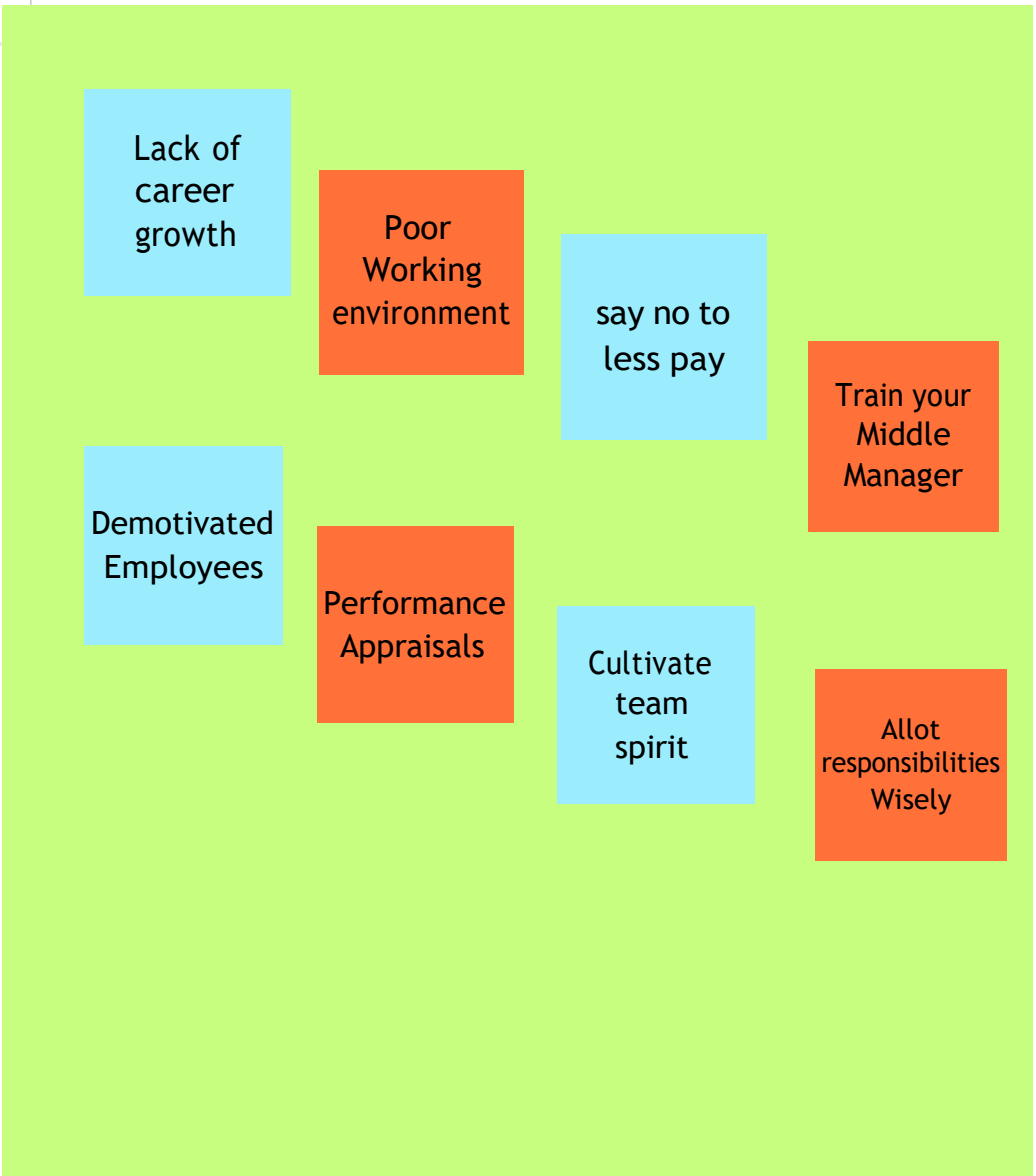 Lack of
career
growth
Poor
Working
environment
say no to
less pay
Train your
Middle
Manager
Demotivated
Employees
Performance
Appraisals
Cultivate
team
spirit
Allot
responsibilities
Wisely